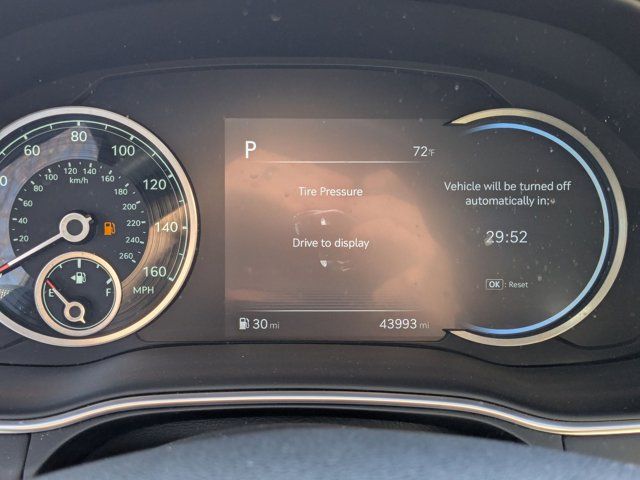 60 80 100 120 140 160 MPH
20 40 60 80 100 120 140 160 180 200 220 240 260
km/h
E F
P 72°F
Tire Pressure
Drive to display
30 mi 43993 mi
Vehicle will be turned off
automatically in:
29:52
OK : Reset